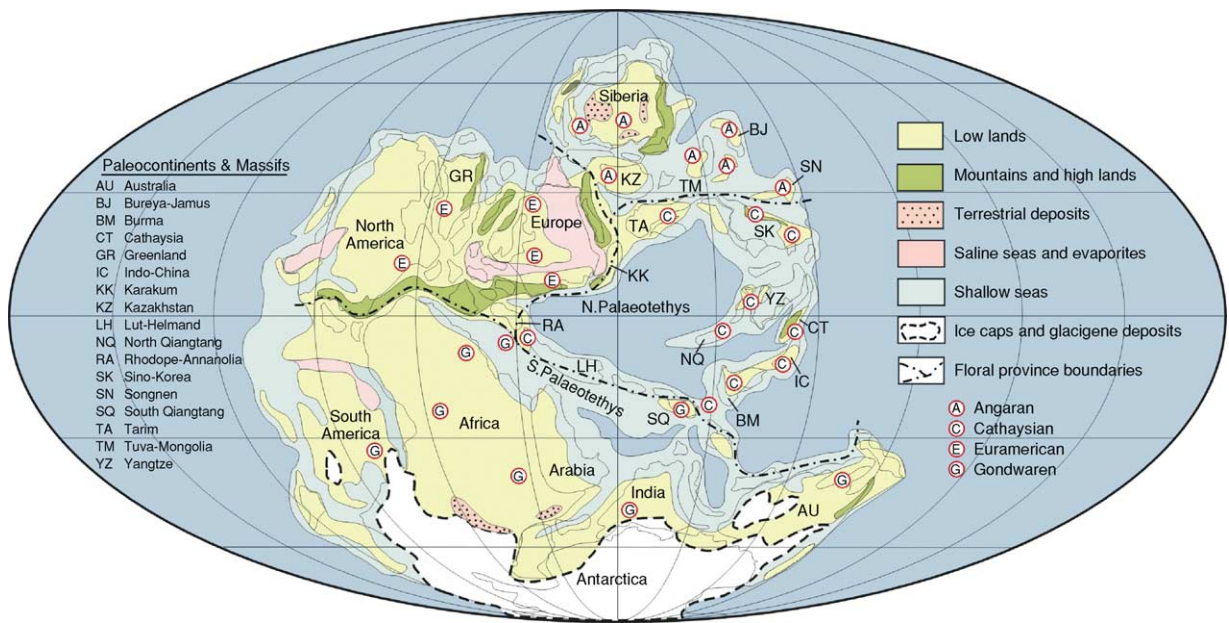 Paleocontinents & Massifs
AU Australia
BJ Bureya-Jamus
BM Burma
CT Cathaysia
GR Greenland
IC Indo-China
KK Karakum
KZ Kazakhstan
LH Lut-Helmand
NQ North Qiangtang
RA Rhodope-Annanolia
SK Sino-Korea
SN Songnen
SQ South Qiangtang
TA Tarim
TM Tuva-Mongolia
YZ Yangtze
Siberia
A
A
A
BJ
A
A
A
KZ
TM
A
SN
GR
E
E
Europe
North
America
E
E
E
TA
C
C
SK
C
KK
N.Palaeotethys
C
YZ
C
NQ
C
CT
RA
C
G
G
LH
S.Palaeotethys
C
IC
C
BM
SQ
G
C
South
America
G
G
Africa
G
Arabia
India
G
G
AU
Antarctica
Low lands
Mountains and high lands
Terrestrial deposits
Saline seas and evaporites
Shallow seas
Ice caps and glacigene deposits
Floral province boundaries
A Angaran
C Cathaysian
E Euramerican
G Gondwaren